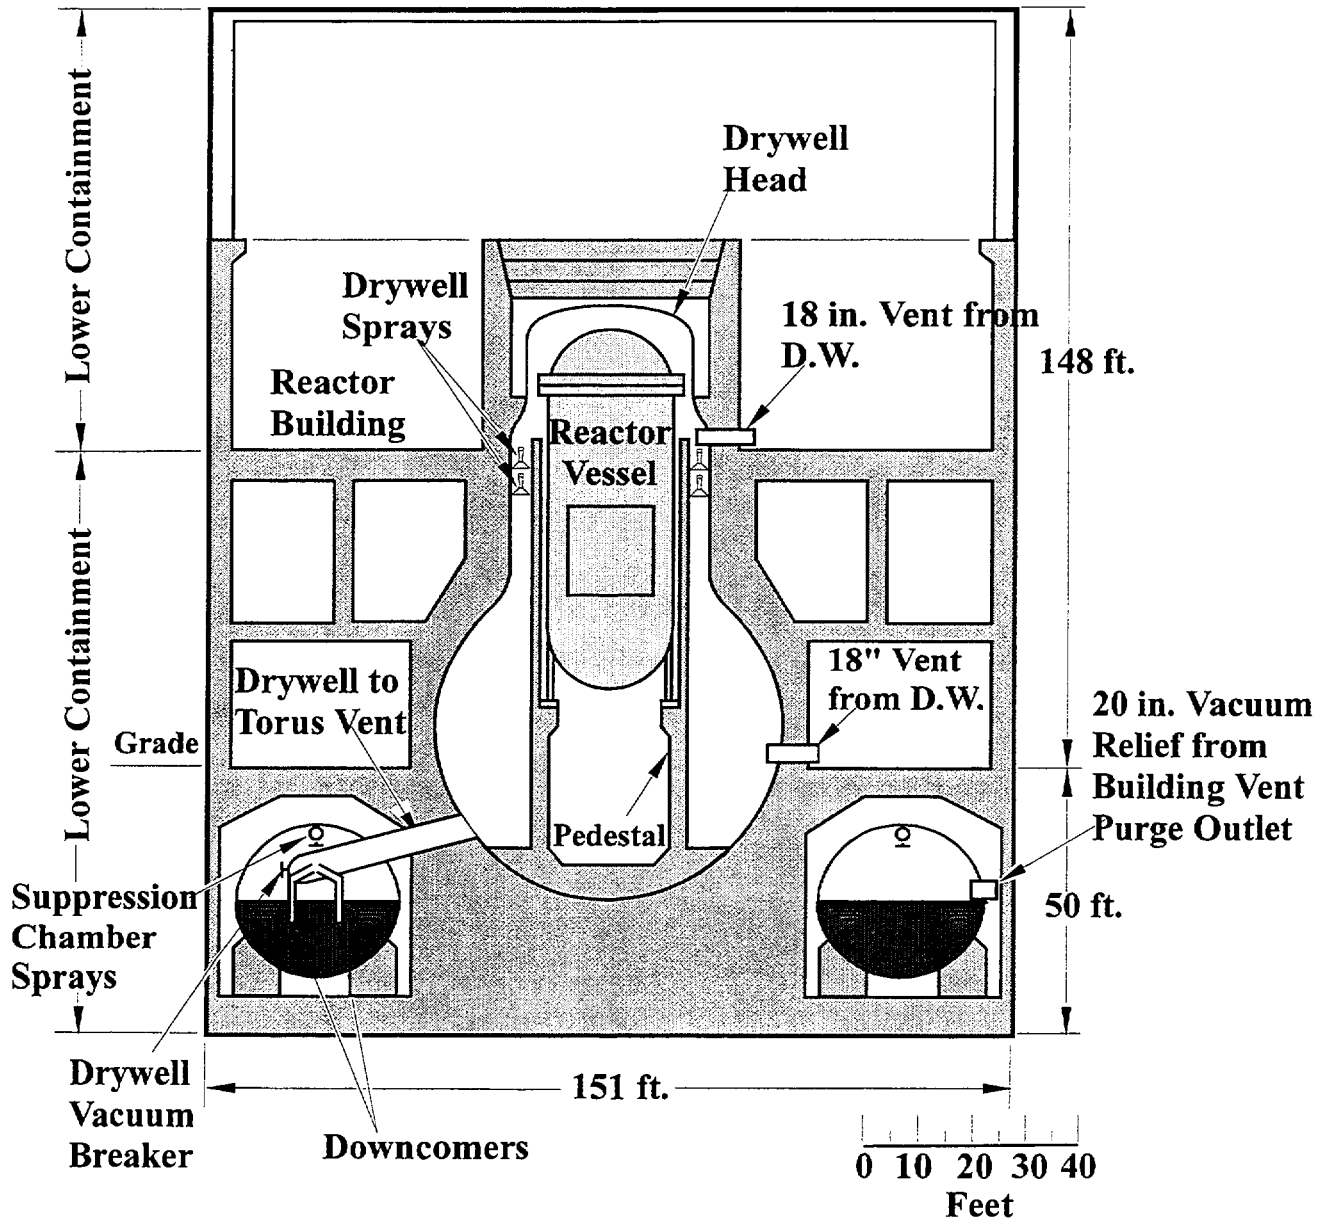 Lower Containment
Drywell
Head
Drywell
Sprays
18 in. Vent from
D.W.
148 ft.
Reactor
Building
Reactor
Vessel
Lower Containment
18" Vent
from D.W.
Drywell to
Torus Vent
20 in. Vacuum
Relief from
Building Vent
Purge Outlet
Grade
Pedestal
Suppression
Chamber
Sprays
50 ft.
Drywell
Vacuum
Breaker
151 ft.
Downcomers
0 10 20 30 40
Feet